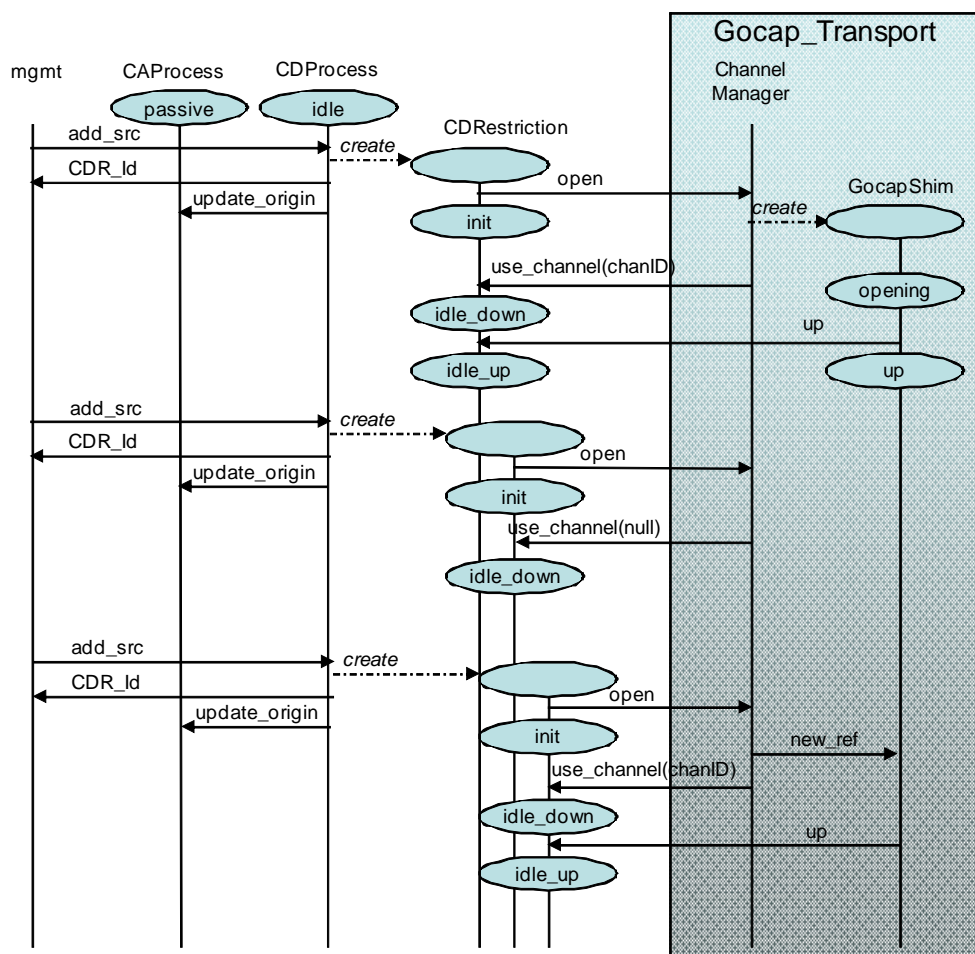 Gocap_Transport
mgmt
CAProcess
CDProcess
Channel
Manager
passive
idle
CDRestriction
add_src
create
CDR_Id
open
GocapShim
update_origin
create
init
use_channel(chanID)
opening
idle_down
up
idle_up
up
add_src
create
CDR_Id
open
update_origin
init
use_channel(null)
idle_down
add_src
create
CDR_Id
open
update_origin
init
new_ref
use_channel(chanID)
idle_down
up
idle_up